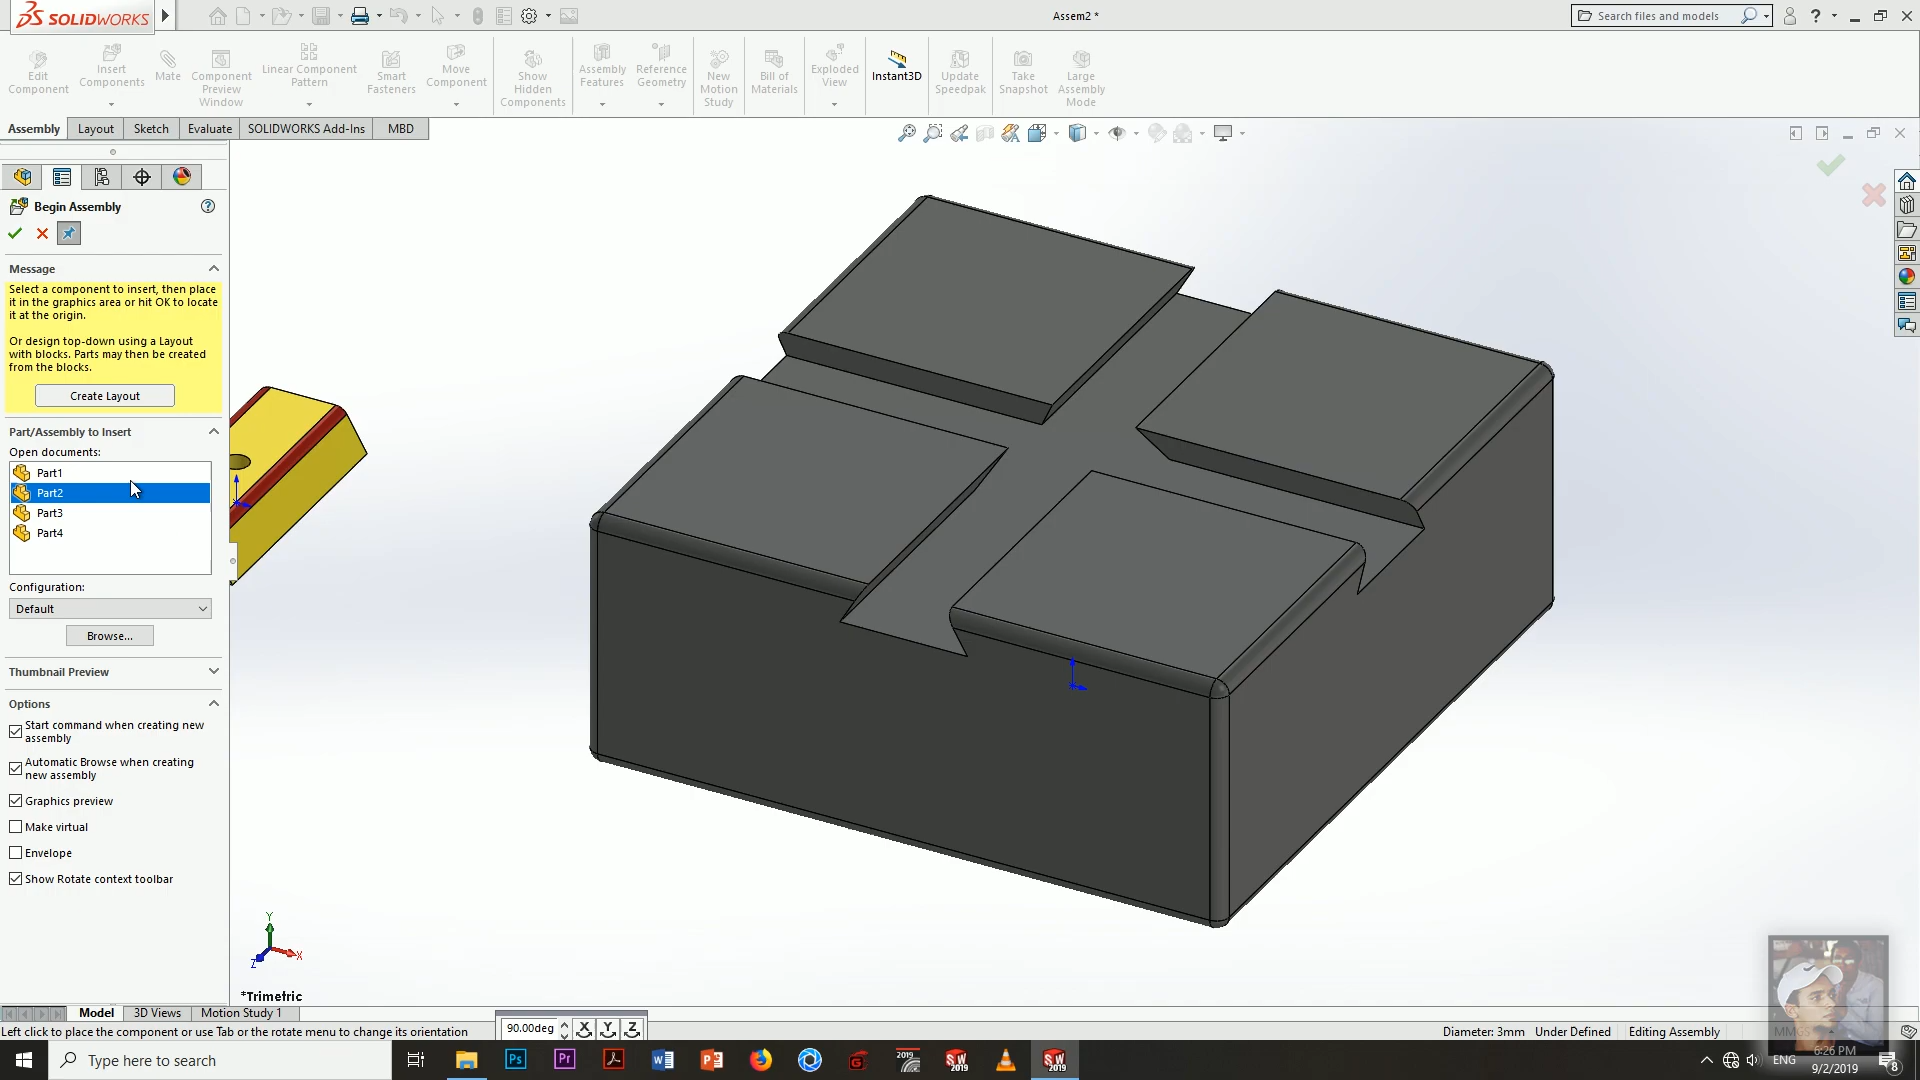 SOLIDWORKS
Assem2 *
Search files and models
Edit
Component
Insert
Components
Mate
Component
Preview
Window
Linear Component
Pattern
Smart
Fasteners
Move
Component
Show
Hidden
Components
Assembly
Features
Reference
Geometry
New
Motion
Study
Bill of
Materials
Exploded
View
Instant3D
Update
Speedpak
Take
Snapshot
Large
Assembly
Mode
Assembly
Layout
Sketch
Evaluate
SOLIDWORKS Add-Ins
MBD
Begin Assembly
Message
Select a component to insert, then place
it in the graphics area or hit OK to locate
it at the origin.
Or design top-down using a Layout
with blocks. Parts may then be created
from the blocks.
Create Layout
Part/Assembly to Insert
Open documents:
Part1
Part2
Part3
Part4
Configuration:
Default
Browse...
Thumbnail Preview
Options
Start command when creating new
assembly
Automatic Browse when creating
new assembly
Graphics preview
Make virtual
Envelope
Show Rotate context toolbar
Y
X
Z
*Trimetric
Model
3D Views
Motion Study 1
Left click to place the component or use Tab or the rotate menu to change its orientation
90.00deg
X
Y
Z
Diameter: 3mm
Under Defined
Editing Assembly
MMGS
Type here to search
Ps
Pr
2019
SW
2019
SW
2019
ENG
6:26 PM
9/2/2019
8